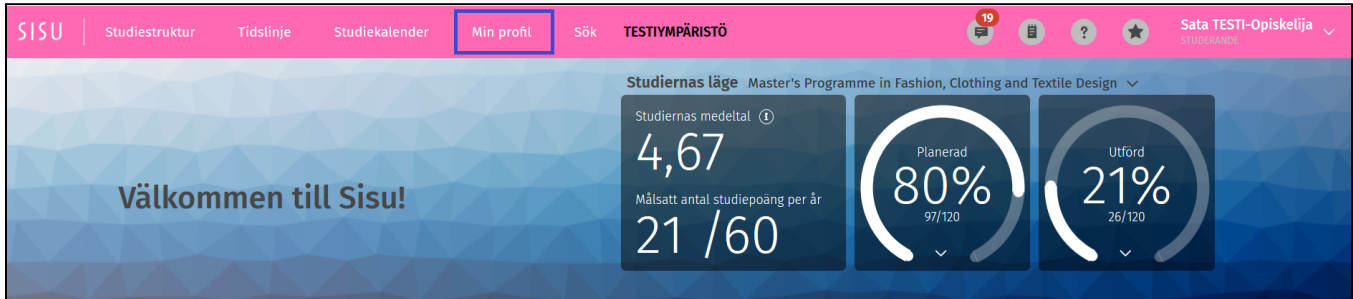 SISU Studiestruktur Tidslinje Studiekalender Min profil Sök TESTIYMPÄRISTÖ 19 ? Sata TESTI-Opiskelija
STUDERANDE
Studiernas läge Master's Programme in Fashion, Clothing and Textile Design
Välkommen till Sisu!
Studiernas medeltal i
4,67
Målsatt antal studiepoäng per år
21 /60
Planerad
80%
97/120
Utförd
21%
26/120